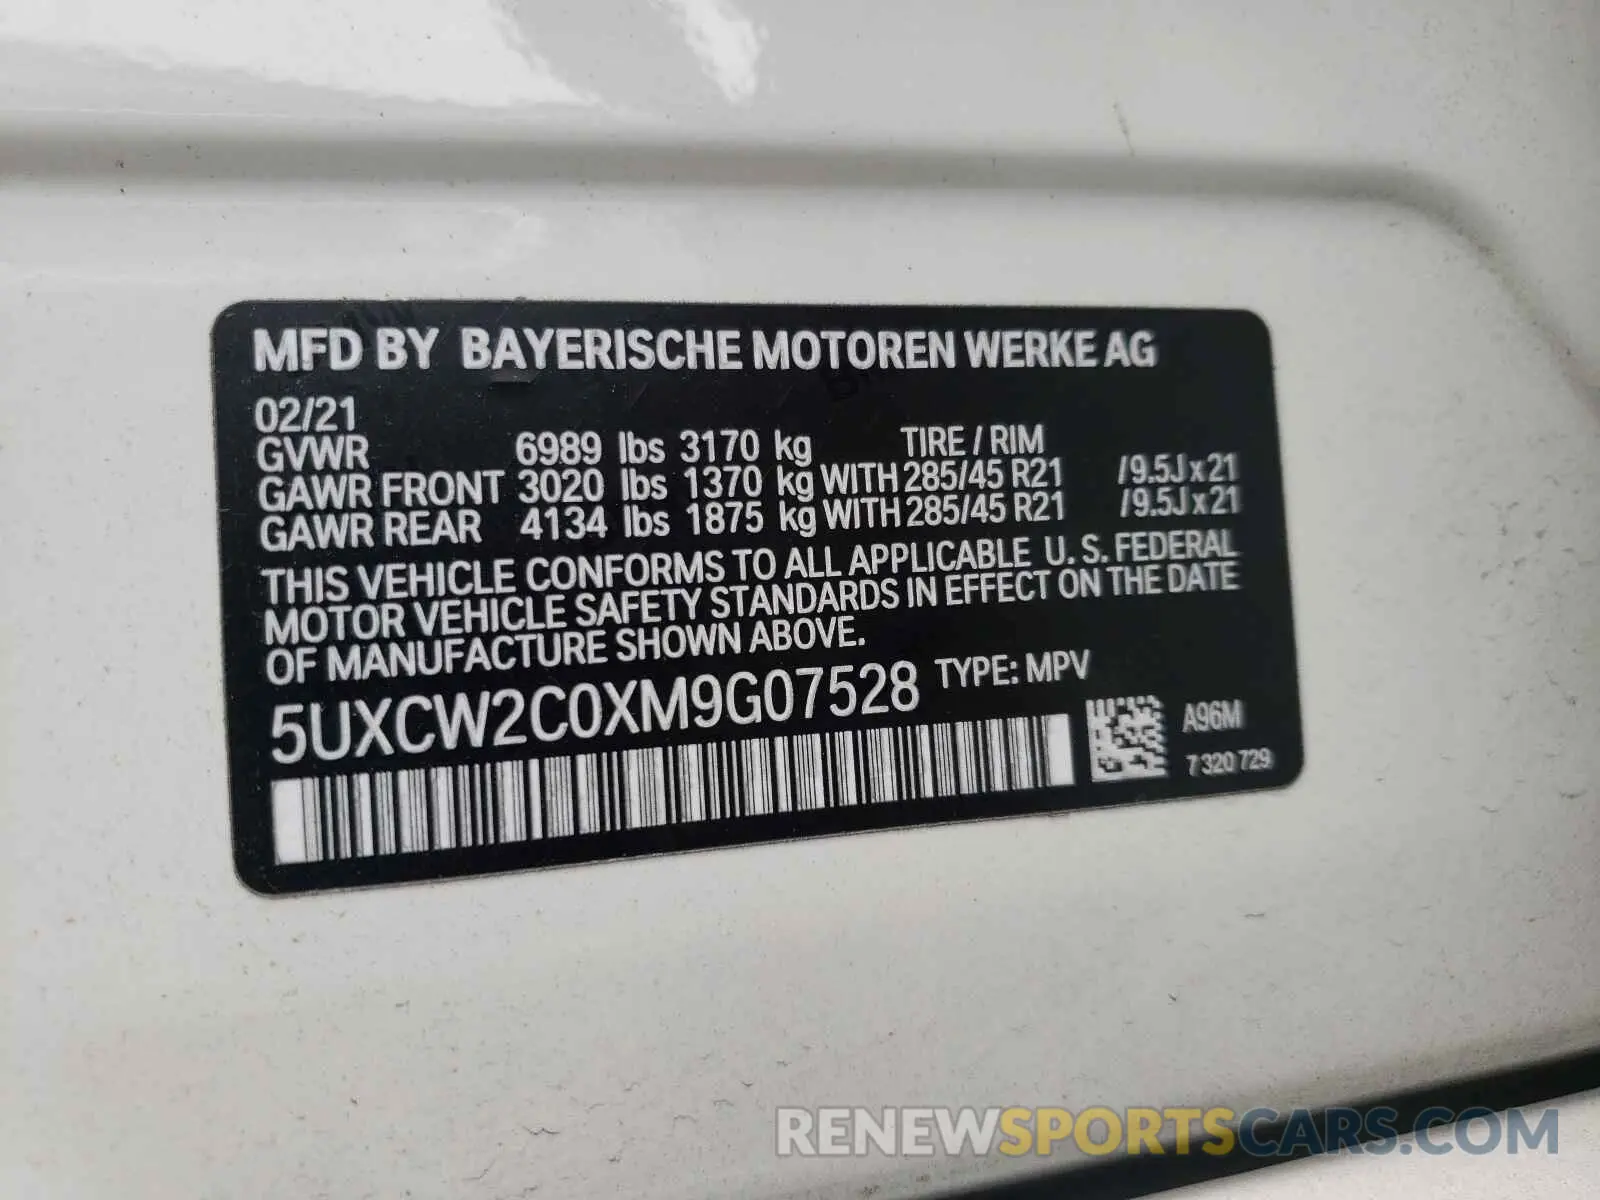 MFD BY BAYERISCHE MOTOREN WERKE AG
02/21
GVWR 6989 lbs 3170 kg TIRE / RIM
GAWR FRONT 3020 lbs 1370 kg WITH 285/45 R21 /9.5J x 21
GAWR REAR 4134 lbs 1875 kg WITH 285/45 R21 /9.5J x 21
THIS VEHICLE CONFORMS TO ALL APPLICABLE U. S. FEDERAL
MOTOR VEHICLE SAFETY STANDARDS IN EFFECT ON THE DATE
OF MANUFACTURE SHOWN ABOVE.
5UXCW2C0XM9G07528 TYPE: MPV
A96M
7 320 729
RENEWSPORTSCARS.COM